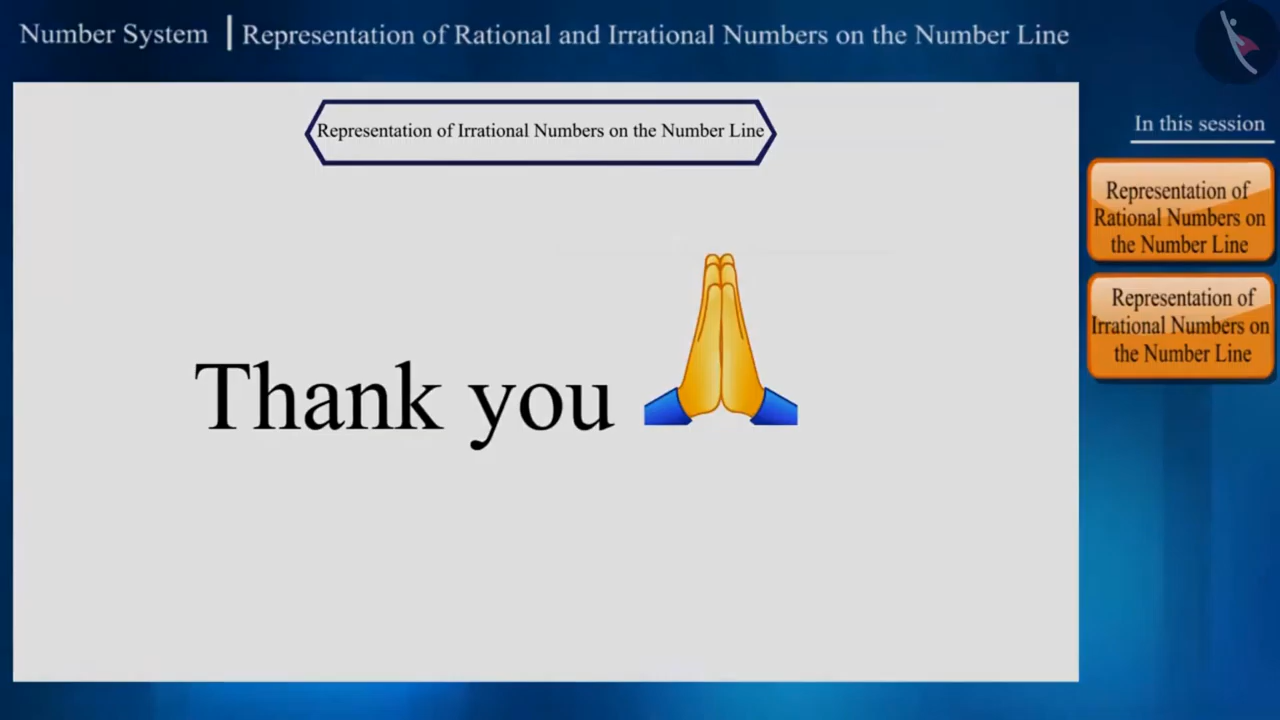 Number System | Representation of Rational and Irrational Numbers on the Number Line
Representation of Irrational Numbers on the Number Line
Thank you
In this session
Representation of
Rational Numbers on
the Number Line
Representation of
Irrational Numbers on
the Number Line